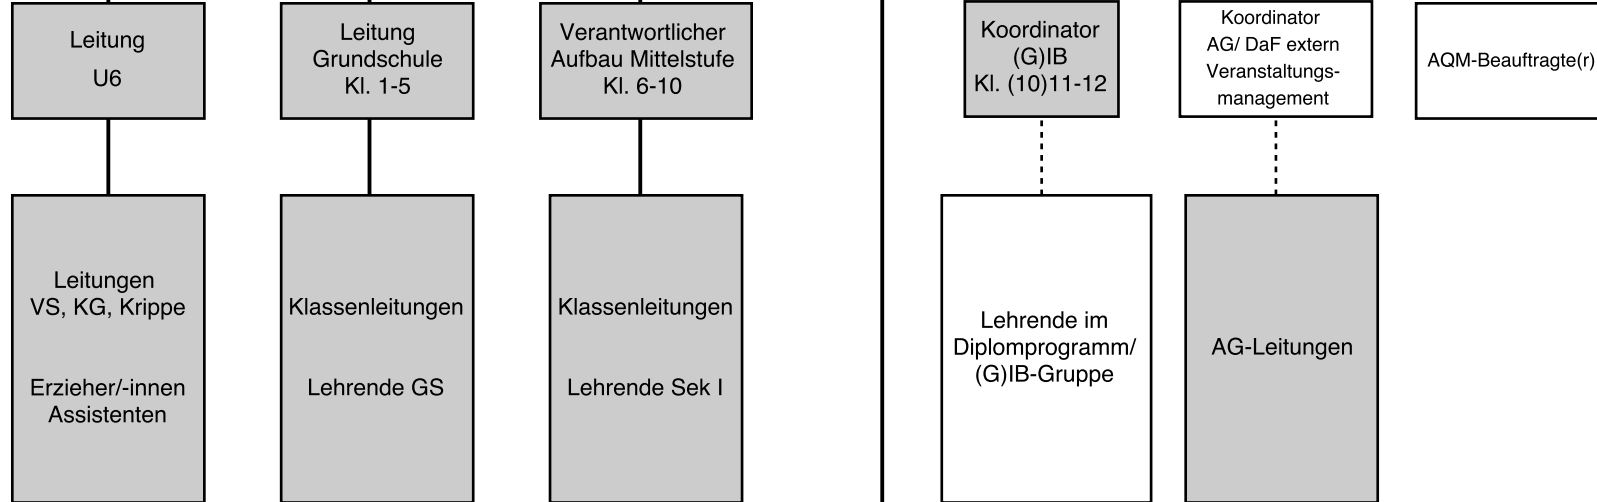 Leitung
U6
Leitung
Grundschule
Kl. 1-5
Verantwortlicher
Aufbau Mittelstufe
Kl. 6-10
Koordinator
(G)IB
Kl. (10)11-12
Koordinator
AG/ DaF extern
Veranstaltungs-
management
AQM-Beauftragte(r)
Leitungen
VS, KG, Krippe
Erzieher/-innen
Assistenten
Klassenleitungen
Lehrende GS
Klassenleitungen
Lehrende Sek I
Lehrende im
Diplomprogramm/
(G)IB-Gruppe
AG-Leitungen